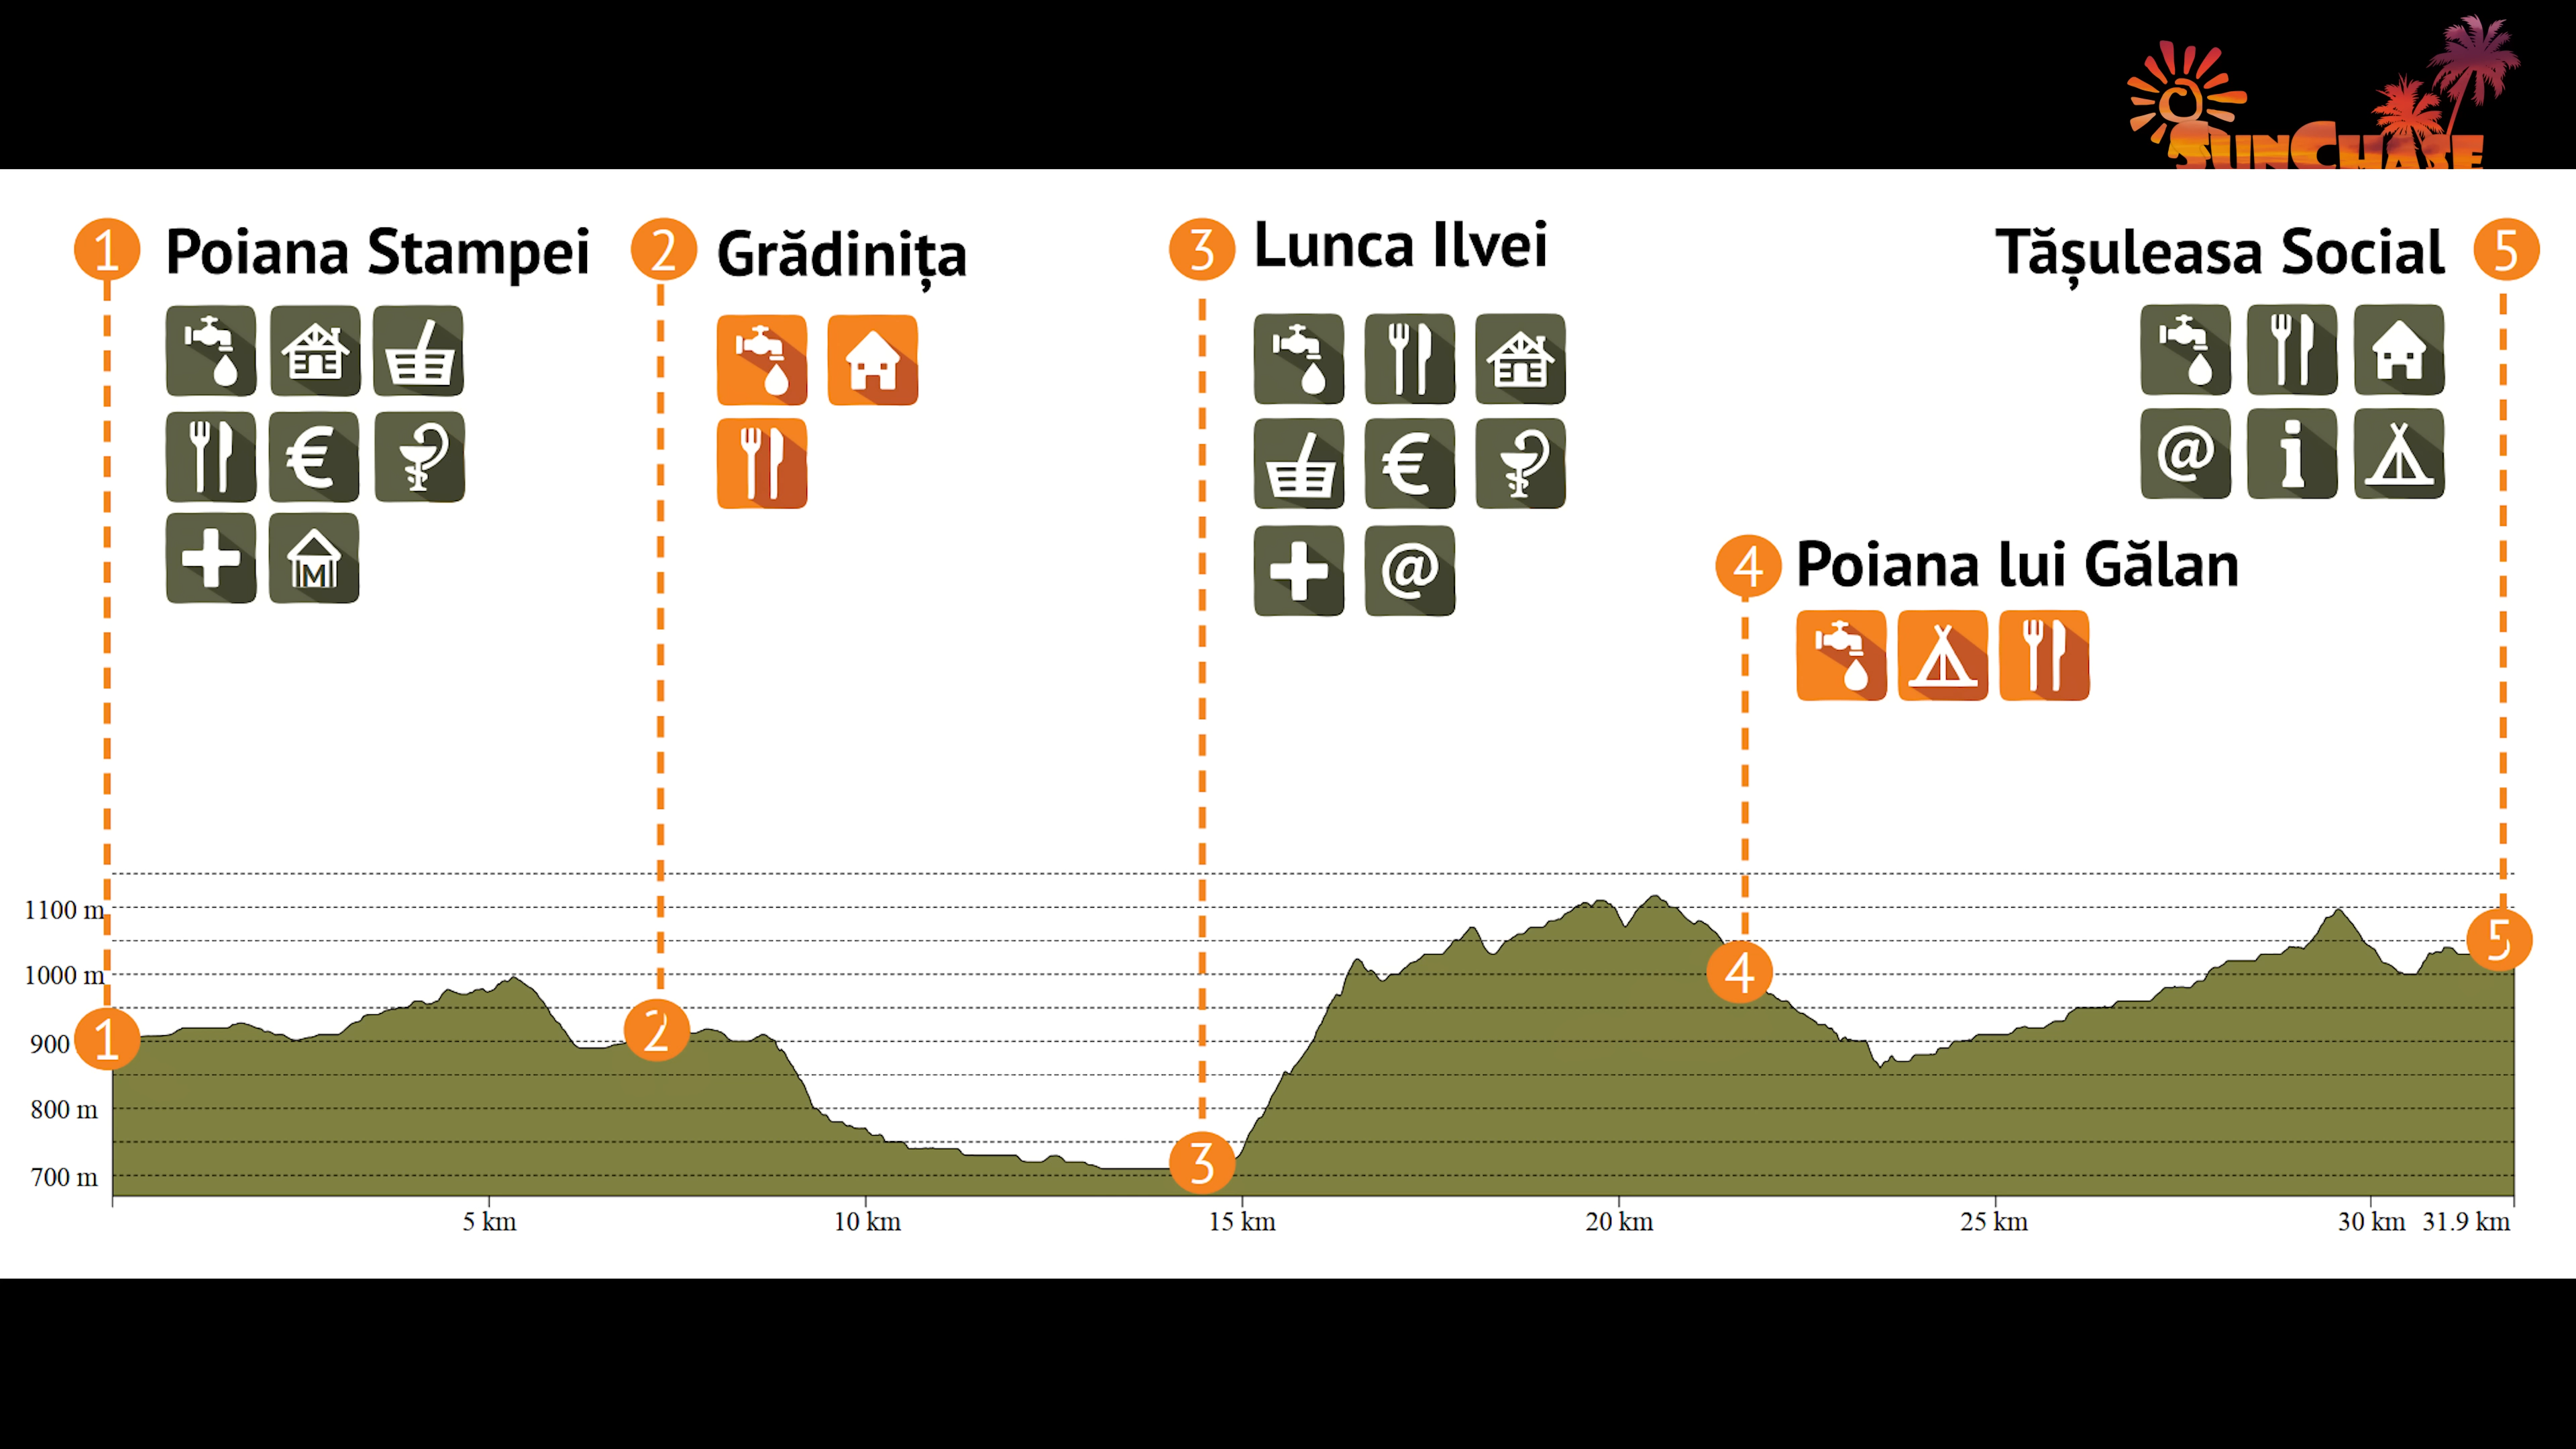 SUNCHASE
1 Poiana Stampei
2 Grădinița
3 Lunca Ilvei
Tășuleasa Social 5
€
M
€
@
@ i
4 Poiana lui Gălan
1100 m
1000 m
900
800 m
700 m
1
2
3
4
5
5 km 10 km 15 km 20 km 25 km 30 km 31.9 km